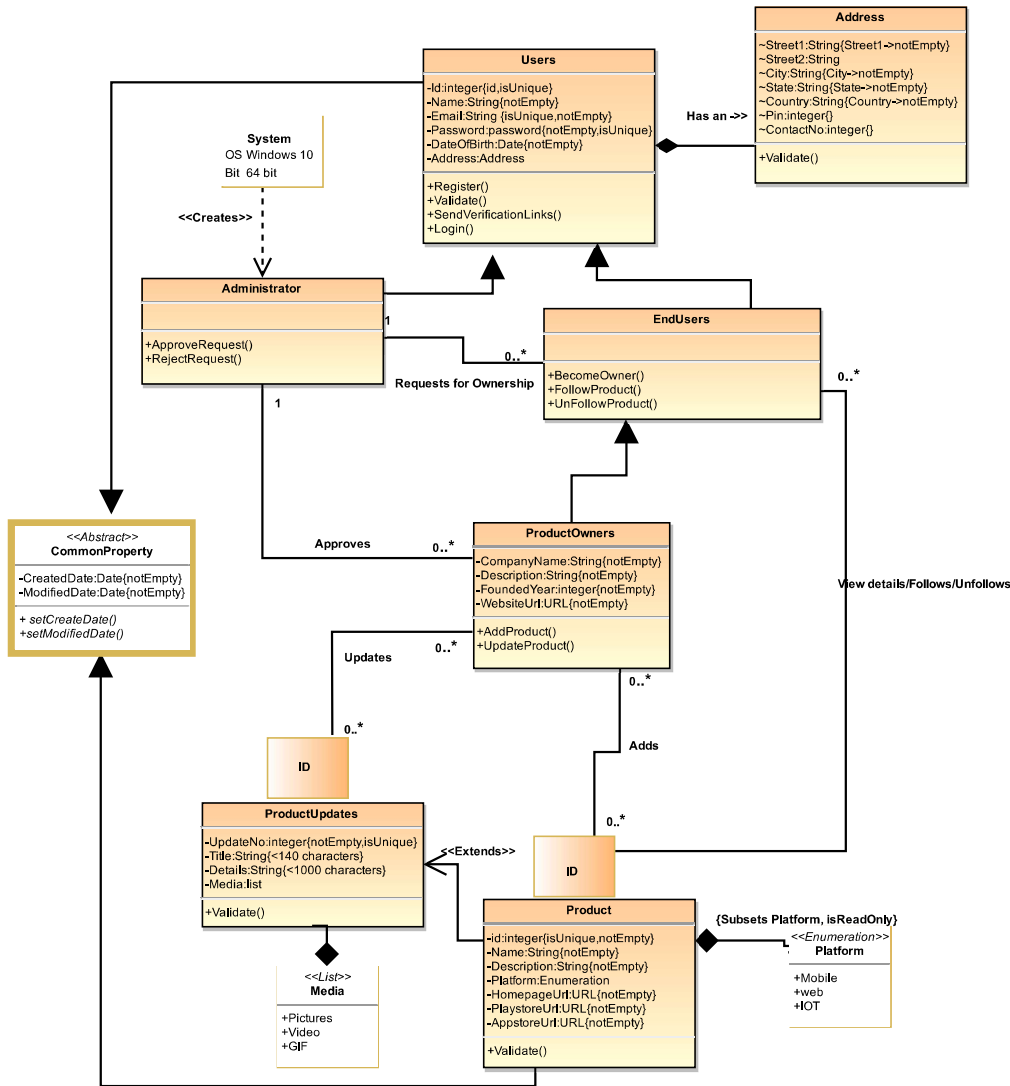 Address
~Street1:String{Street1->notEmpty}
~Street2:String
~City:String{City->notEmpty}
~State:String{State->notEmpty}
~Country:String{Country->notEmpty}
~Pin:integer{}
~ContactNo:integer{}
+Validate()
Users
-Id:integer{id,isUnique}
-Name:String{notEmpty}
-Email:String {isUnique,notEmpty}
-Password:password{notEmpty,isUnique}
-DateOfBirth:Date{notEmpty}
-Address:Address
+Register()
+Validate()
+SendVerificationLinks()
+Login()
Has an ->>
System
OS Windows 10
Bit 64 bit
<<Creates>>
Administrator
+ApproveRequest()
+RejectRequest()
1
0..*
Requests for Ownership
1
EndUsers
+BecomeOwner()
+FollowProduct()
+UnFollowProduct()
0..*
<<Abstract>>
CommonProperty
-CreatedDate:Date{notEmpty}
-ModifiedDate:Date{notEmpty}
+ setCreateDate()
+setModifiedDate()
Approves
0..*
ProductOwners
-CompanyName:String{notEmpty}
-Description:String{notEmpty}
-FoundedYear:integer{notEmpty}
-WebsiteUrl:URL{notEmpty}
+AddProduct()
+UpdateProduct()
View details/Follows/Unfollows
0..*
Updates
0..*
0..*
Adds
0..*
0..*
ID
ProductUpdates
-UpdateNo:integer{notEmpty,isUnique}
-Title:String{<140 characters}
-Details:String{<1000 characters}
-Media:list
+Validate()
<<Extends>>
ID
Product
-id:integer{isUnique,notEmpty}
-Name:String{notEmpty}
-Description:String{notEmpty}
-Platform:Enumeration
-HomepageUrl:URL{notEmpty}
-PlaystoreUrl:URL{notEmpty}
-AppstoreUrl:URL{notEmpty}
+Validate()
{Subsets Platform, isReadOnly}
<<Enumeration>>
Platform
+Mobile
+web
+IOT
<<List>>
Media
+Pictures
+Video
+GIF